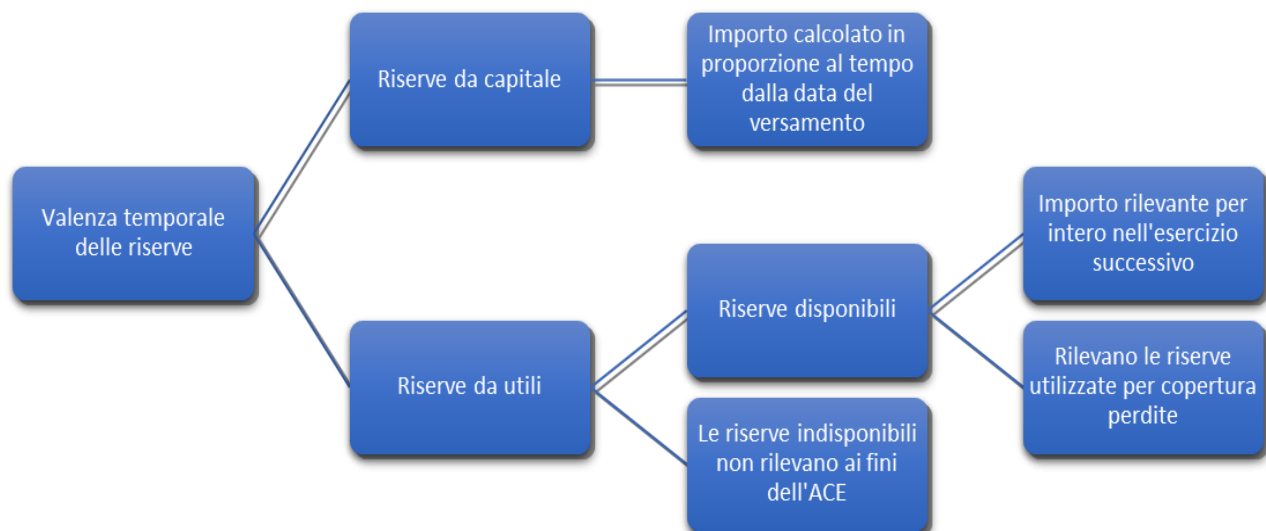 Valenza temporale
delle riserve
Riserve da capitale
Importo calcolato in
proporzione al tempo
dalla data del
versamento
Riserve da utili
Riserve disponibili
Importo rilevante per
intero nell'esercizio
successivo
Rilevano le riserve
utilizzate per copertura
perdite
Le riserve indisponibili
non rilevano ai fini
dell'ACE